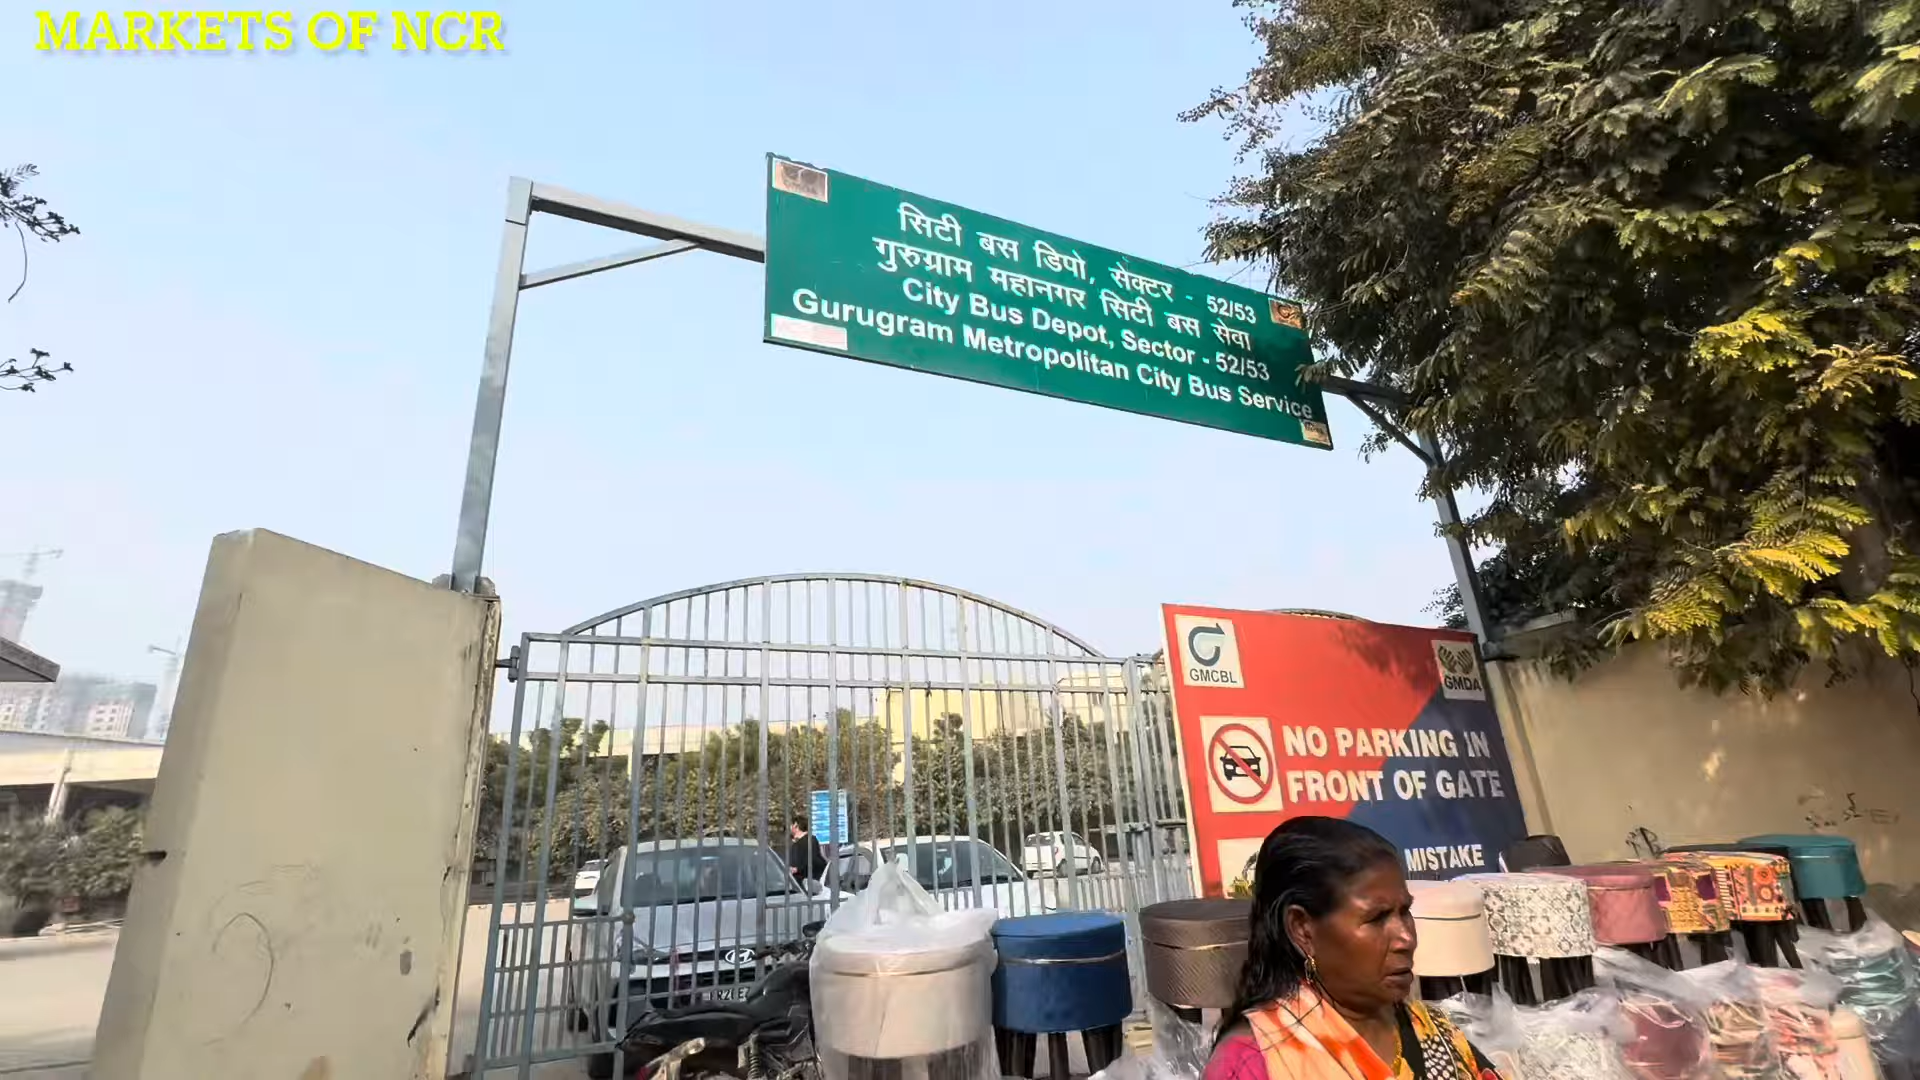 MARKETS OF NCR
सिटी बस डिपो, सेक्टर - 52/53
गुरुग्राम महानगर सिटी बस सेवा
City Bus Depot, Sector - 52/53
Gurugram Metropolitan City Bus Service
GMCBL
GMDA
NO PARKING IN
FRONT OF GATE
MISTAKE